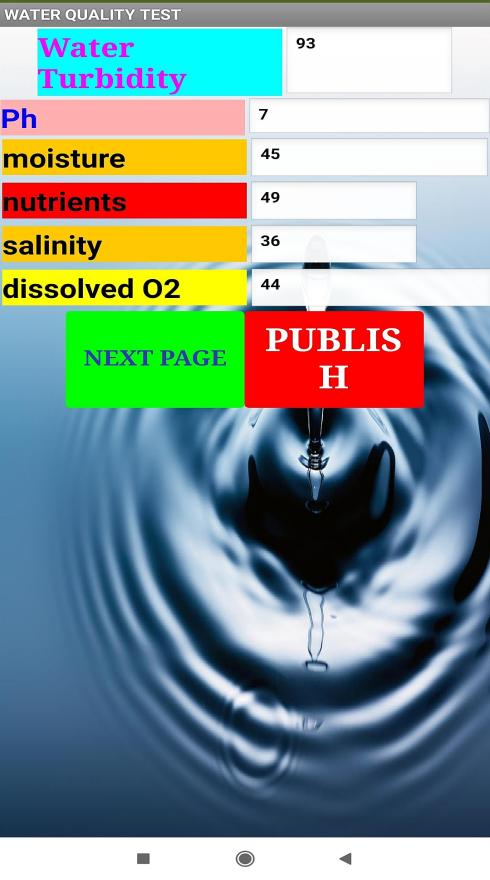 WATER QUALITY TEST
Water
Turbidity
93
Ph
7
moisture
45
nutrients
49
salinity
36
dissolved O2
44
NEXT PAGE
PUBLIS
H